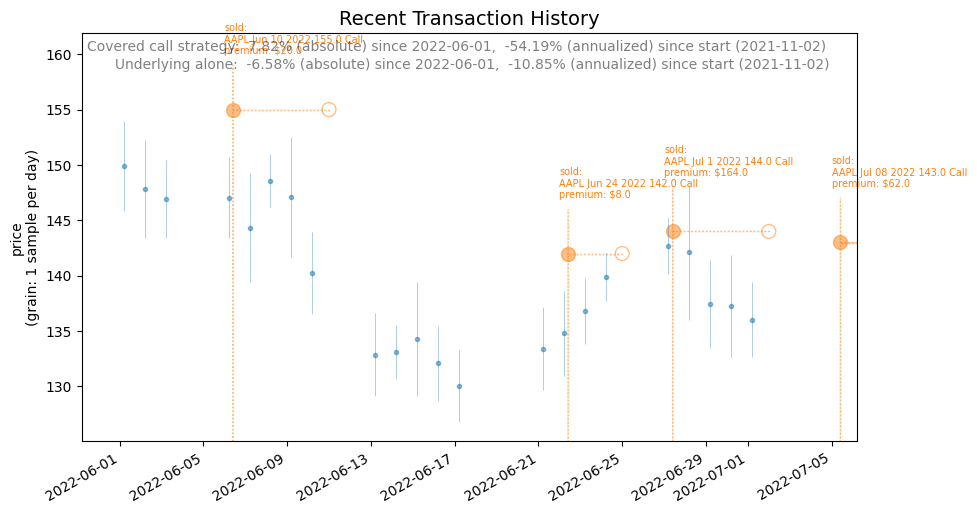 Recent Transaction History
sold:
AAPL Jun 10 2022 155.0 Call
premium: $20.0
Covered call strategy:  -7.82% (absolute) since 2022-06-01,  -54.19% (annualized) since start (2021-11-02)
Underlying alone:  -6.58% (absolute) since 2022-06-01,  -10.85% (annualized) since start (2021-11-02)
160
155
150
145
140
135
130
price
(grain: 1 sample per day)
sold:
AAPL Jun 24 2022 142.0 Call
premium: $8.0
sold:
AAPL Jul 1 2022 144.0 Call
premium: $164.0
sold:
AAPL Jul 08 2022 143.0 Call
premium: $62.0
2022-06-01
2022-06-05
2022-06-09
2022-06-13
2022-06-17
2022-06-21
2022-06-25
2022-06-29
2022-07-01
2022-07-05